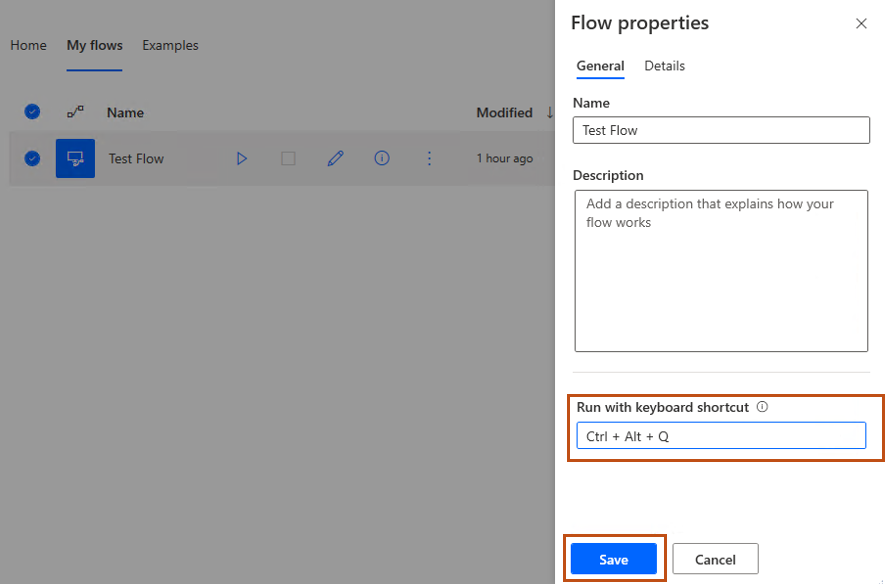 Flow properties
Home My flows Examples
General Details
Name Modified ↓
Name
Test Flow
Test Flow 1 hour ago
Description
Add a description that explains how your
flow works
Run with keyboard shortcut
Ctrl + Alt + Q
Save Cancel